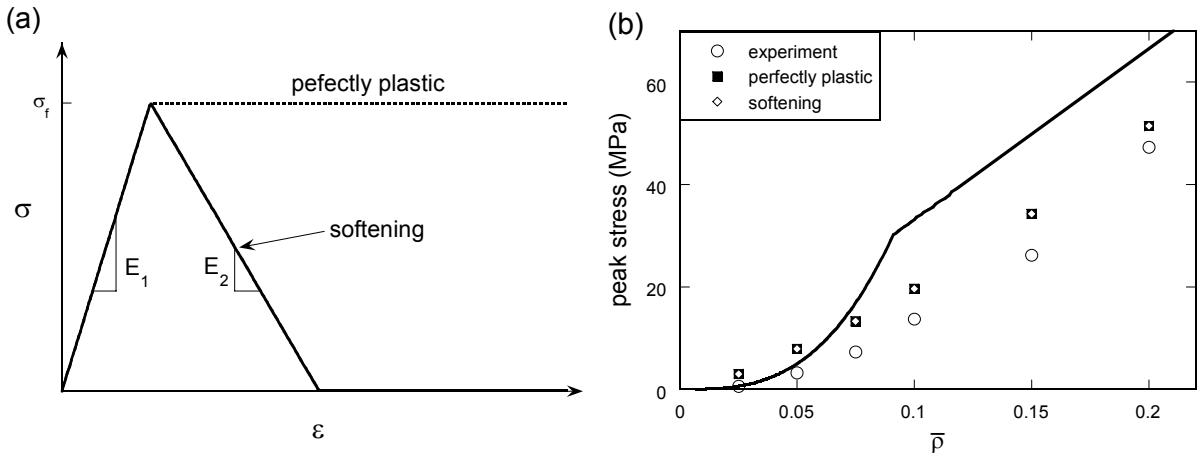 (a)
pefectly plastic
σf
σ
softening
E1
E2
ε
(b)
experiment
perfectly plastic
softening
peak stress (MPa)
60
40
20
0
0
0.05
0.1
0.15
0.2
ρ̅